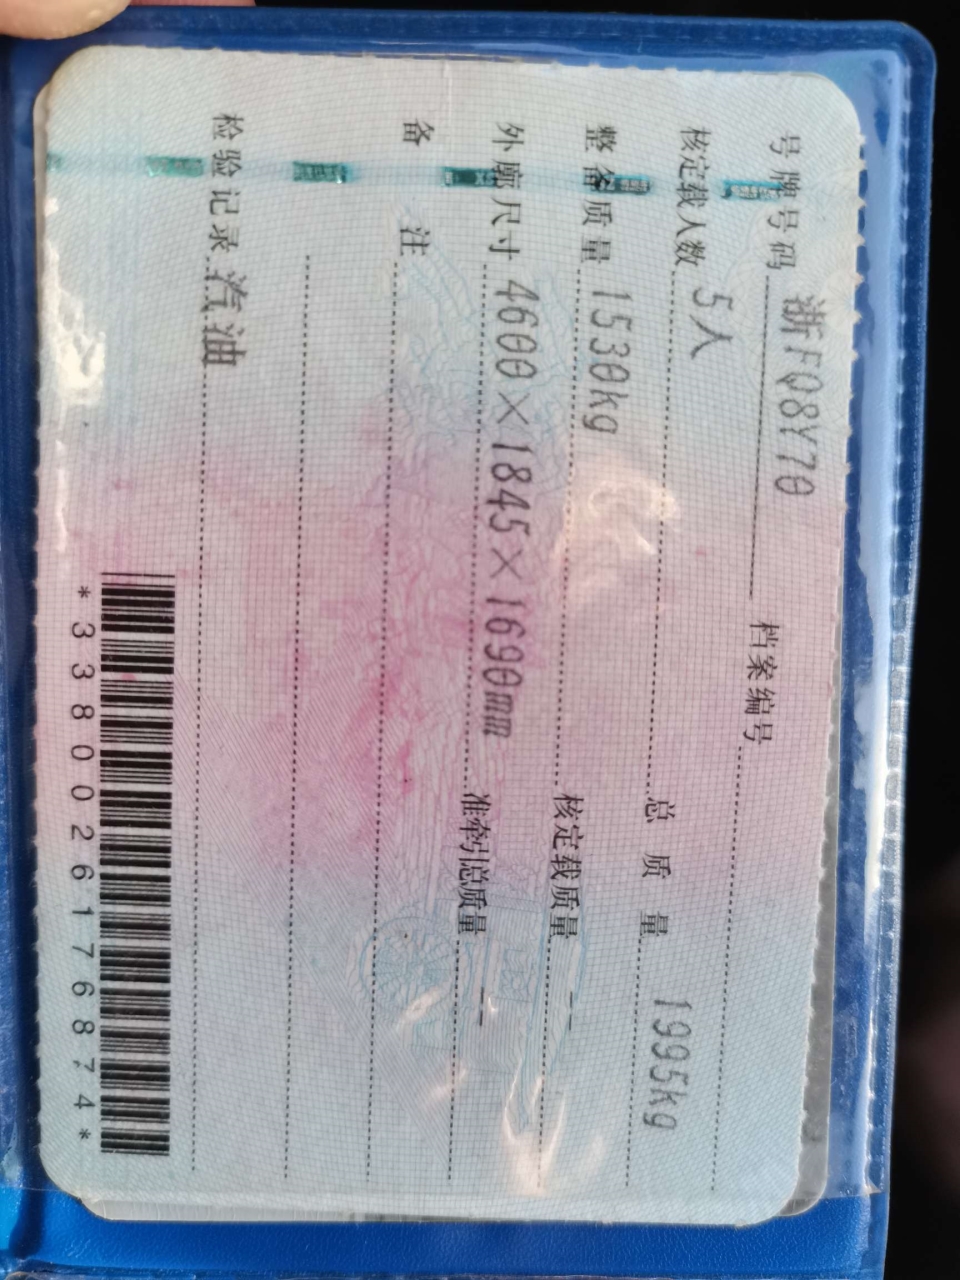 号牌号码 浙FQ8Y70 档案编号
核定载人数 5人 总质量 1995kg
整备质量 1530kg 核定载质量 --
外廓尺寸 4600×1845×1690mm 准牵引总质量 --
备注
检验记录 汽油
*3380026176874*